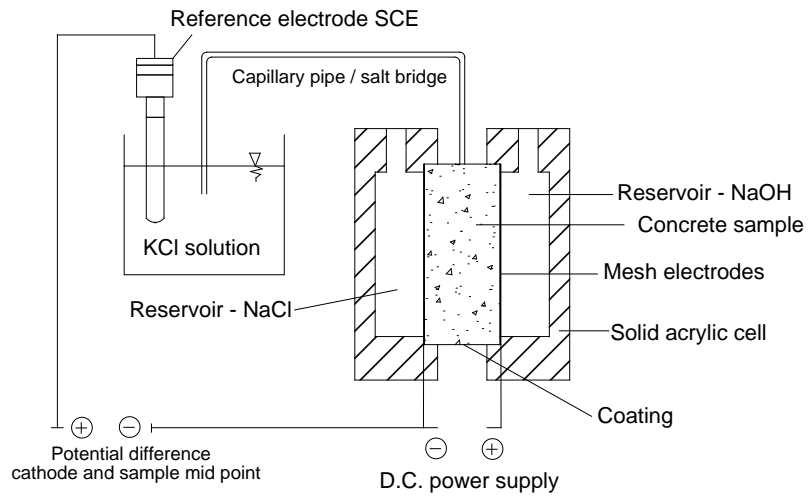 Reference electrode SCE
Capillary pipe / salt bridge
Reservoir - NaOH
Concrete sample
KCl solution
Mesh electrodes
Reservoir - NaCl
Solid acrylic cell
Coating
+ - - +
Potential difference
cathode and sample mid point
D.C. power supply